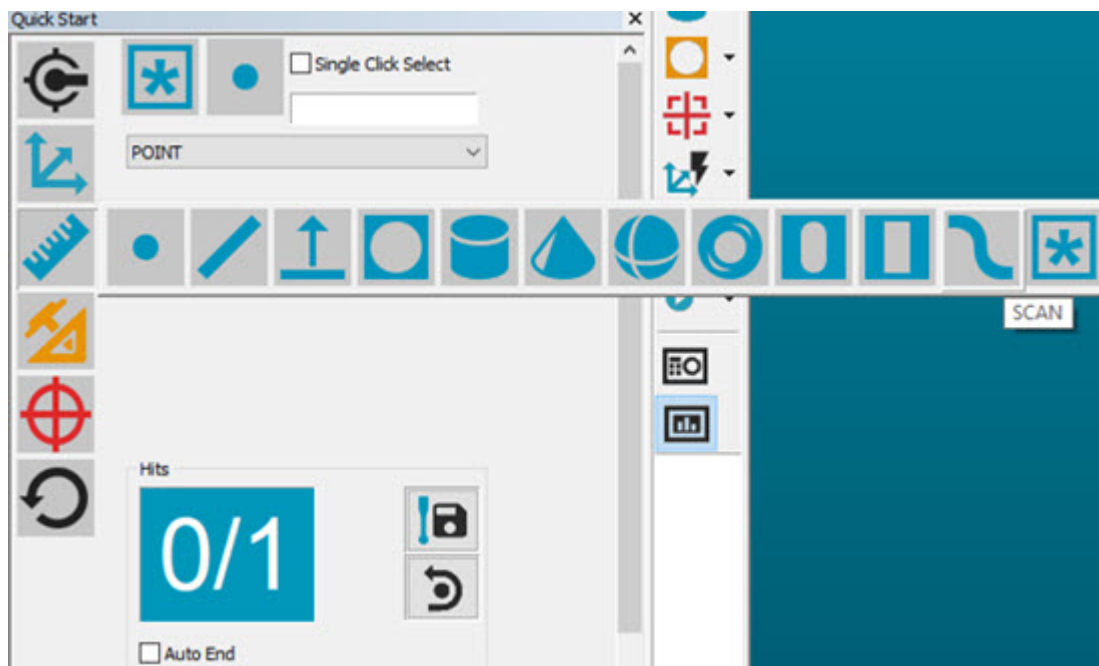 Quick Start
Single Click Select
POINT
SCAN
Hits
0/1
Auto End